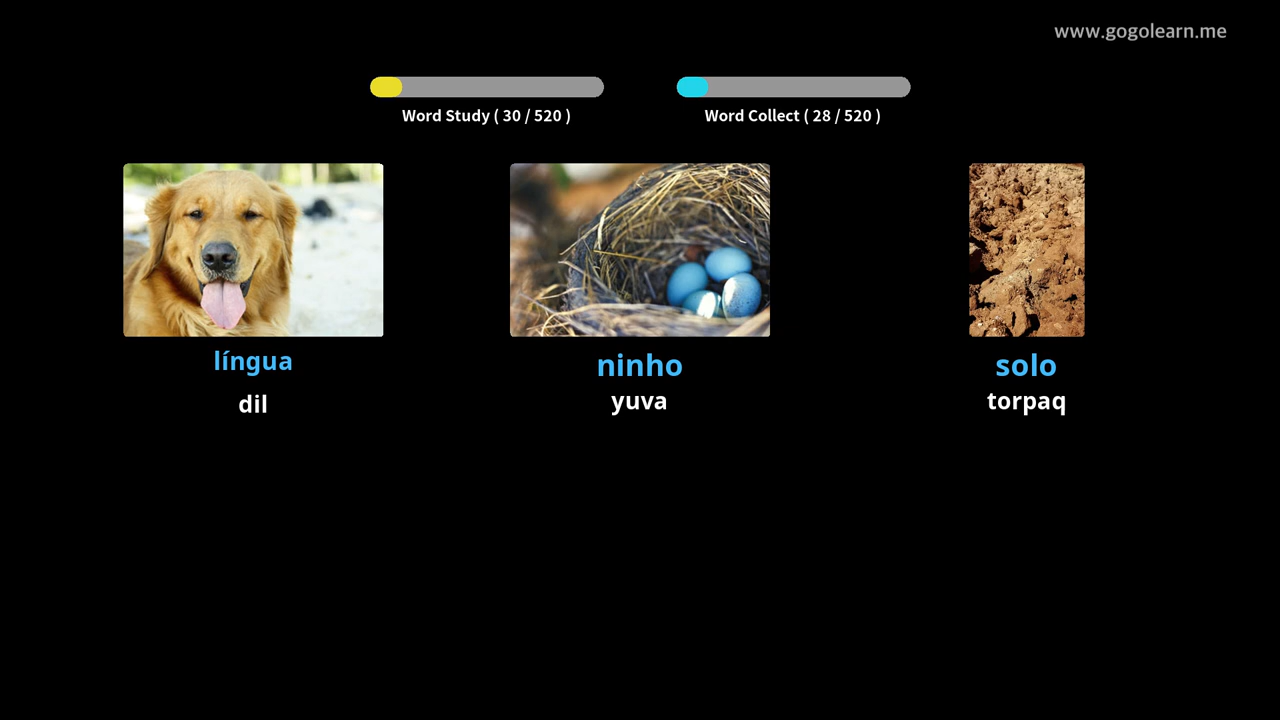 www.gogolearn.me
Word Study ( 30 / 520 )
Word Collect ( 28 / 520 )
língua
dil
ninho
yuva
solo
torpaq